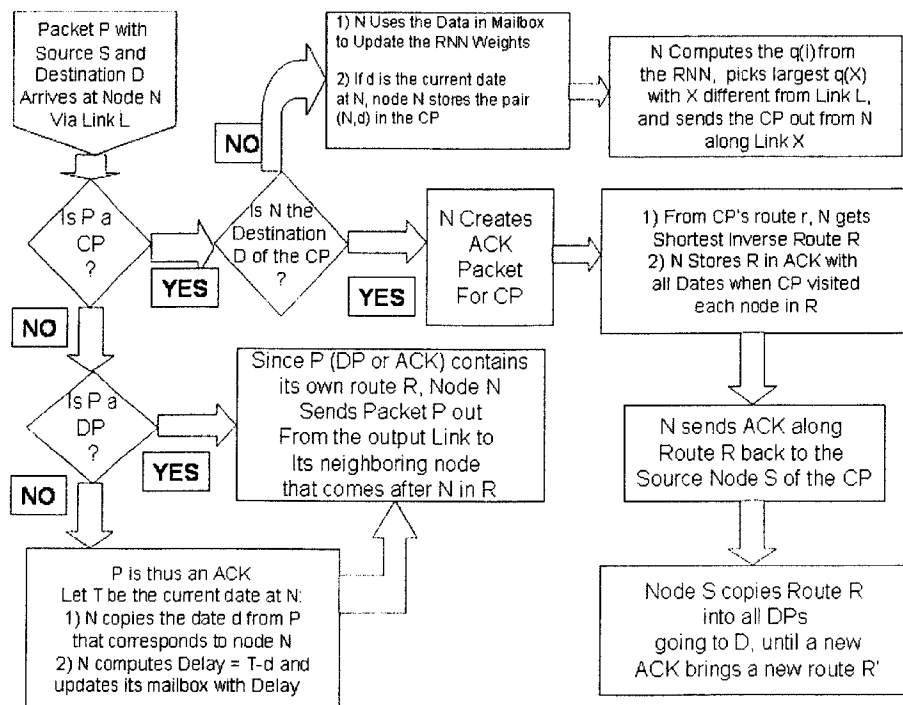 Packet P with
Source S and
Destination D
Arrives at Node N
Via Link L
1) N Uses the Data in Mailbox
to Update the RNN Weights
2) If d is the current date
at N, node N stores the pair
(N,d) in the CP
N Computes the q(i) from
the RNN, picks largest q(X)
with X different from Link L,
and sends the CP out from N
along Link X
NO
Is P a
CP
?
YES
Is N the
Destination
D of the CP
?
YES
N Creates
ACK
Packet
For CP
1) From CP's route r, N gets
Shortest Inverse Route R
2) N Stores R in ACK with
all Dates when CP visited
each node in R
NO
Is P a
DP
?
YES
Since P (DP or ACK) contains
its own route R, Node N
Sends Packet P out
From the output Link to
Its neighboring node
that comes after N in R
N sends ACK along
Route R back to the
Source Node S of the CP
NO
P is thus an ACK
Let T be the current date at N:
1) N copies the date d from P
that corresponds to node N
2) N computes Delay = T-d and
updates its mailbox with Delay
Node S copies Route R
into all DPs
going to D, until a new
ACK brings a new route R'